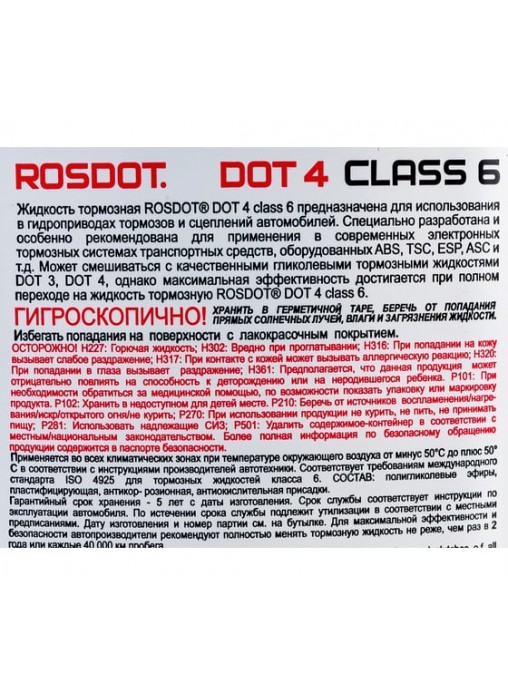 ROSDOT. DOT 4 CLASS 6
Жидкость тормозная ROSDOT® DOT 4 class 6 предназначена для использования
в гидроприводах тормозов и сцеплений автомобилей. Специально разработана и
особенно рекомендована для применения в современных электронных
тормозных системах транспортных средств, оборудованных ABS, TSC, ESP, ASC и
т.д. Может смешиваться с качественными гликолевыми тормозными жидкостями
DOT 3, DOT 4, однако максимальная эффективность достигается при полном
переходе на жидкость тормозную ROSDOT® DOT 4 class 6.
ГИГРОСКОПИЧНО! ХРАНИТЬ В ГЕРМЕТИЧНОЙ ТАРЕ, БЕРЕЧЬ ОТ ПОПАДАНИЯ
ПРЯМЫХ СОЛНЕЧНЫХ ЛУЧЕЙ, ВЛАГИ И ЗАГРЯЗНЕНИЯ ЖИДКОСТИ.
Избегать попадания на поверхности с лакокрасочным покрытием.
ОСТОРОЖНО! H227: Горючая жидкость; H302: Вредно при проглатывании; H316: При попадании на кожу
вызывает слабое раздражение; H317: При контакте с кожей может вызывать аллергическую реакцию; H320:
При попадании в глаза вызывает раздражение; H361: Предполагается, что данная продукция может
отрицательно повлиять на способность к деторождению или на неродившегося ребенка. P101: При
необходимости обратиться за медицинской помощью, по возможности показать упаковку или маркировку
продукта. P102: Хранить в недоступном для детей месте. P210: Беречь от источников воспламенения/нагре-
вания/искр/открытого огня/не курить; P270: При использовании продукции не курить, не пить, не принимать
пищу; P281: Использовать надлежащие СИЗ; P501: Удалить содержимое-контейнер в соответствии с
местным/национальным законодательством. Более полная информация по безопасному обращению
продукции содержится в паспорте безопасности.
Применяется во всех климатических зонах при температуре окружающего воздуха от минус 50°С до плюс 50°
С в соответствии с инструкциями производителей автотехники. Соответствует требованиям международного
стандарта ISO 4925 для тормозных жидкостей класса 6. СОСТАВ: полигликолевые эфиры,
пластифицирующая, антикор- розионная, антиокислительная присадки.
Гарантийный срок хранения - 5 лет с даты изготовления. Срок службы соответствует инструкции по
эксплуатации автомобиля. По истечении срока службы подлежит утилизации в соответствии с местными
предписаниями. Дату изготовления и номер партии см. на бутылке. Для максимальной эффективности и
безопасности автопроизводители рекомендуют полностью менять тормозную жидкость не реже, чем раз в 2
года или каждые 40 000 км пробега.